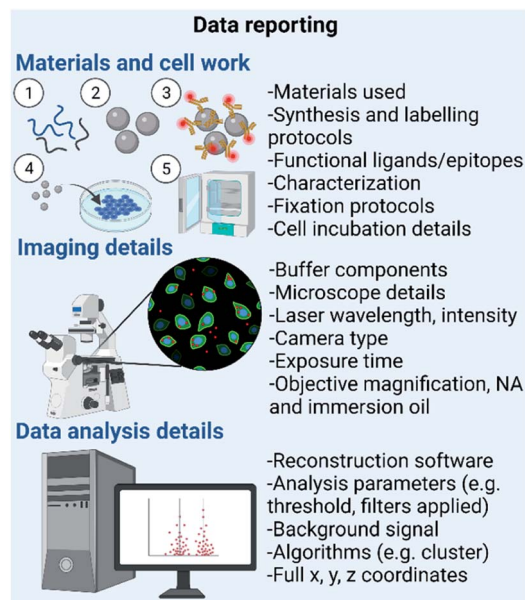 Data reporting
Materials and cell work
1
2
3
4
5
-Materials used
-Synthesis and labelling
protocols
-Functional ligands/epitopes
-Characterization
-Fixation protocols
-Cell incubation details
Imaging details
-Buffer components
-Microscope details
-Laser wavelength, intensity
-Camera type
-Exposure time
-Objective magnification, NA
and immersion oil
Data analysis details
-Reconstruction software
-Analysis parameters (e.g.
threshold, filters applied)
-Background signal
-Algorithms (e.g. cluster)
-Full x, y, z coordinates